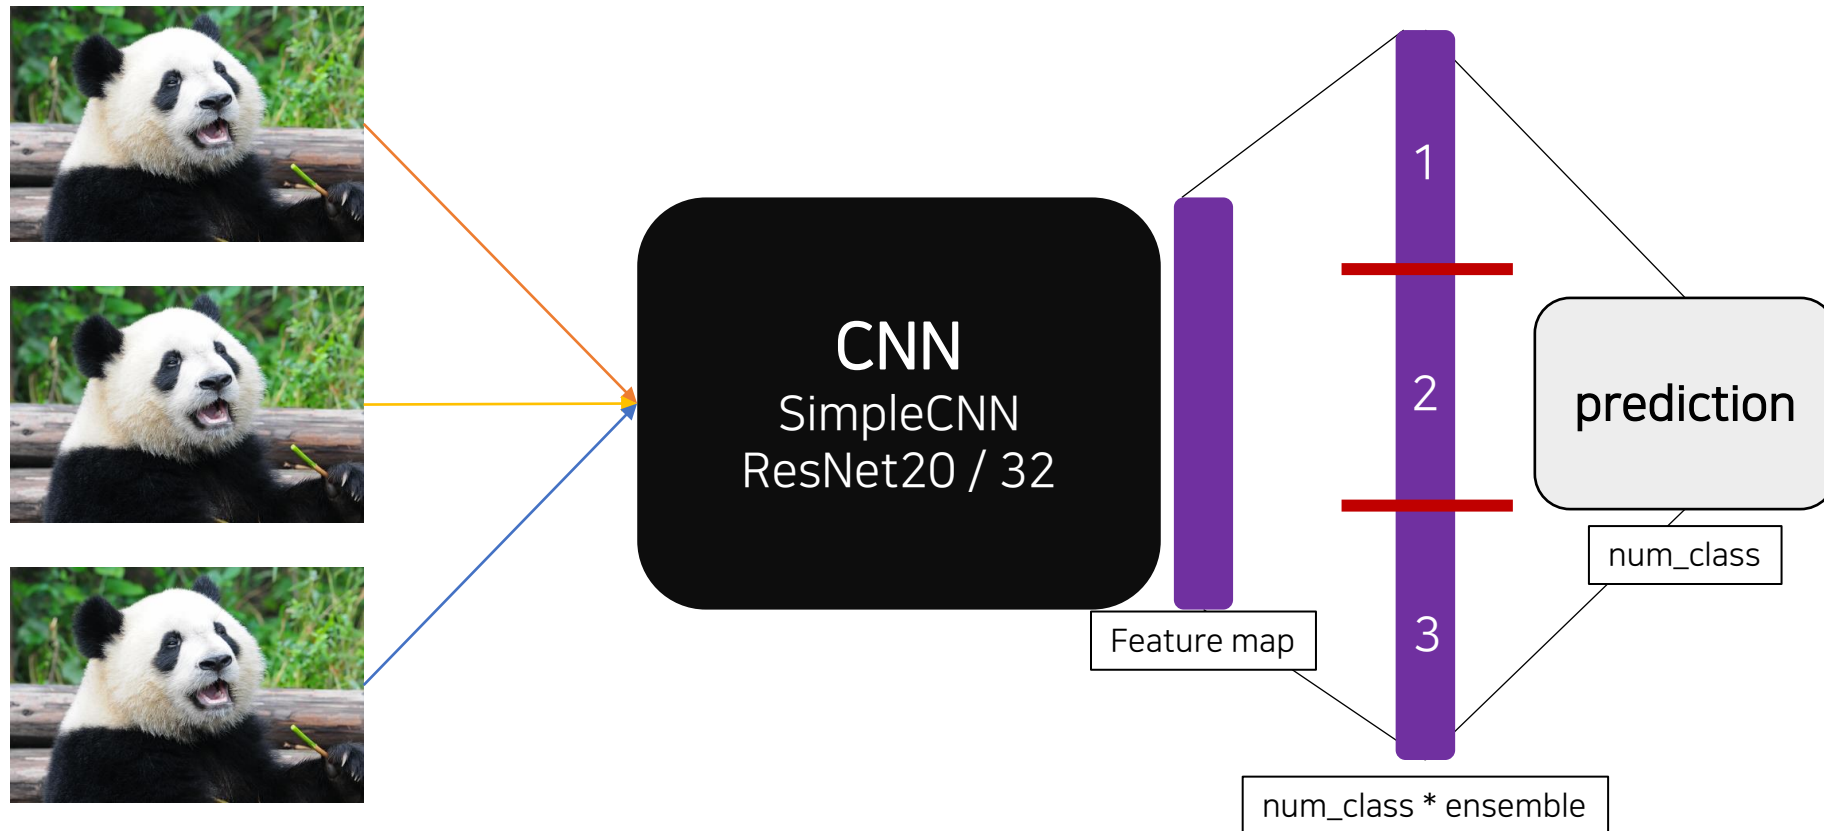 CNN
SimpleCNN
ResNet20 / 32
Feature map
1
2
3
num_class * ensemble
prediction
num_class